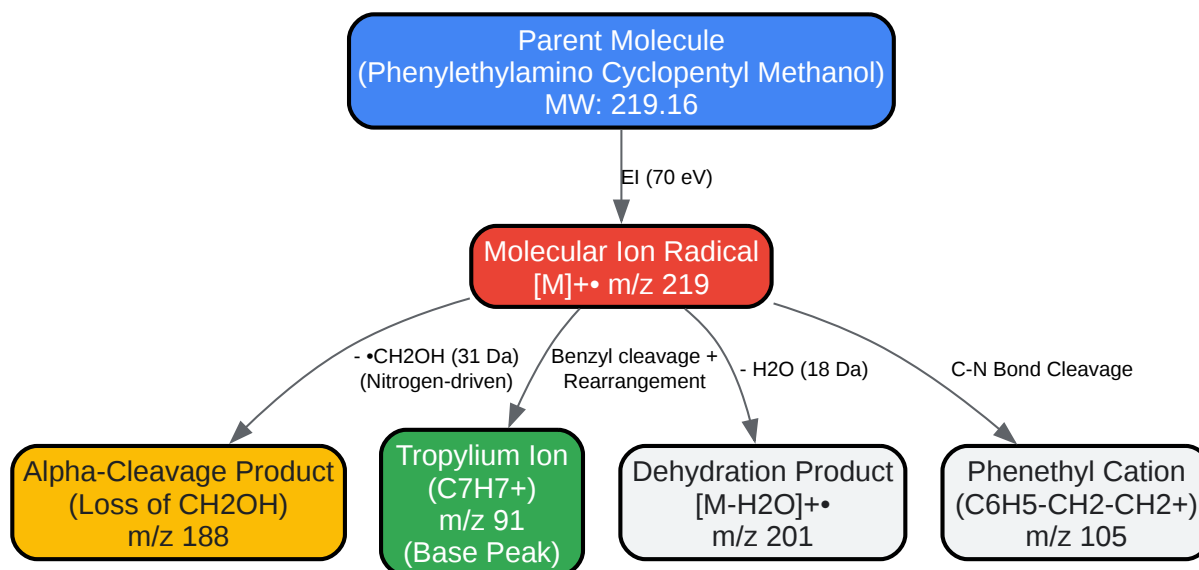 Parent Molecule
(Phenylethylamino Cyclopentyl Methanol)
MW: 219.16
EI (70 eV)
Molecular Ion Radical
[M]+• m/z 219
- •CH2OH (31 Da)
(Nitrogen-driven)
Benzyl cleavage +
Rearrangement
- H2O (18 Da)
C-N Bond Cleavage
Alpha-Cleavage Product
(Loss of CH2OH)
m/z 188
Tropylium Ion
(C7H7+)
m/z 91
(Base Peak)
Dehydration Product
[M-H2O]+•
m/z 201
Phenethyl Cation
(C6H5-CH2-CH2+)
m/z 105